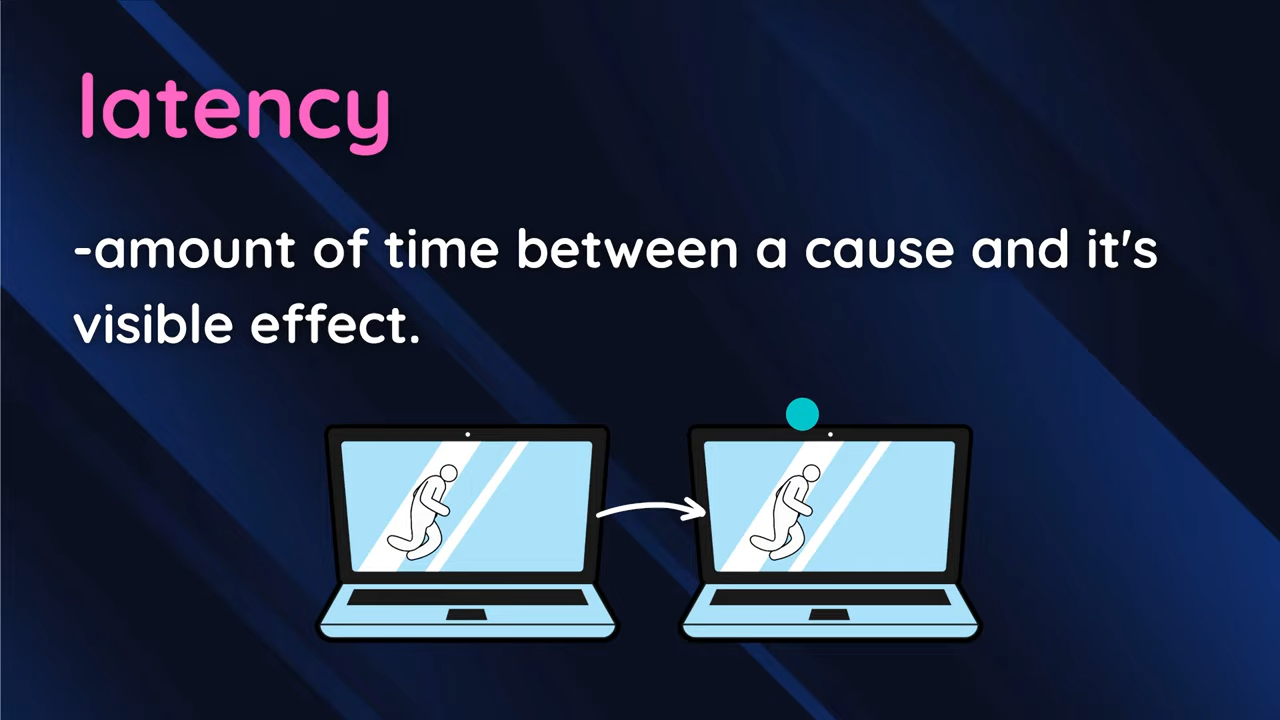 latency
-amount of time between a cause and it's
visible effect.